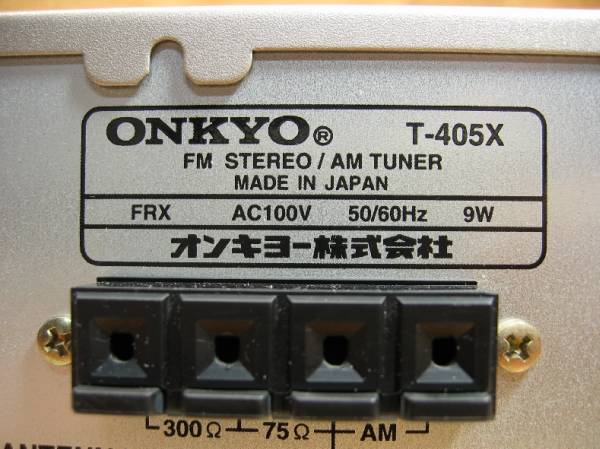 ONKYO® T-405X
FM STEREO / AM TUNER
MADE IN JAPAN
FRX AC100V 50/60Hz 9W
オンキヨー株式会社
300Ω 75Ω AM